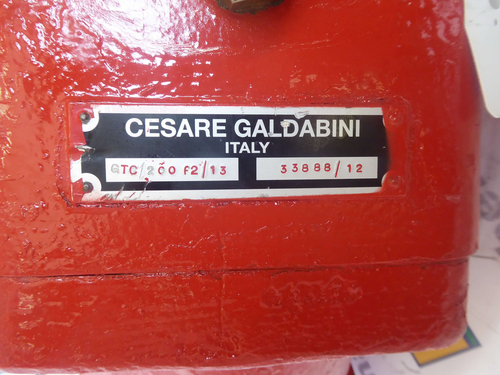 CESARE GALDABINI
ITALY
GTC/200 F2/13 33888/12